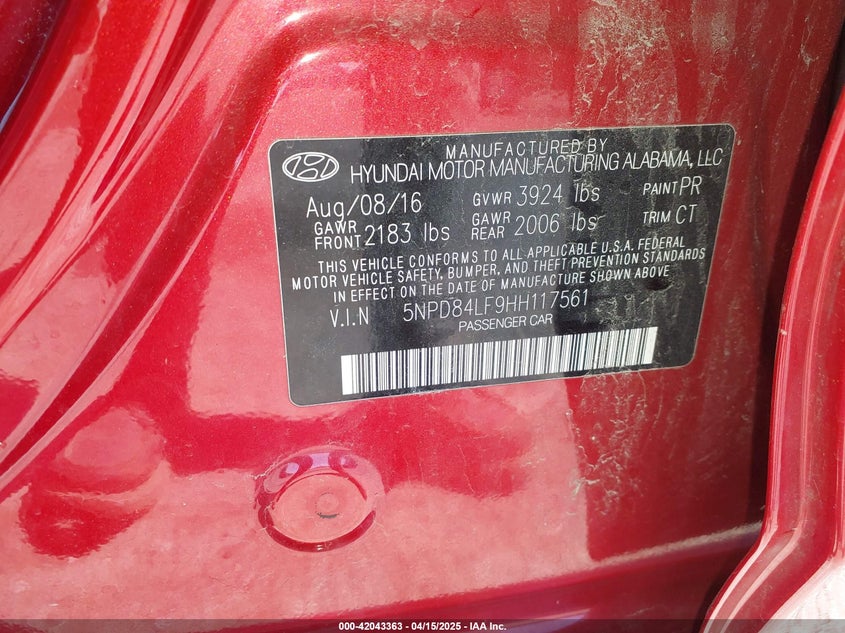 MANUFACTURED BY
HYUNDAI MOTOR MANUFACTURING ALABAMA, LLC
Aug/08/16 GVWR 3924 lbs PAINT PR
GAWR FRONT 2183 lbs GAWR REAR 2006 lbs TRIM CT
THIS VEHICLE CONFORMS TO ALL APPLICABLE U.S.A. FEDERAL
MOTOR VEHICLE SAFETY, BUMPER, AND THEFT PREVENTION STANDARDS
IN EFFECT ON THE DATE OF MANUFACTURE SHOWN ABOVE
V.I.N 5NPD84LF9HH117561
PASSENGER CAR
000-42043363 - 04/15/2025 - IAA Inc.